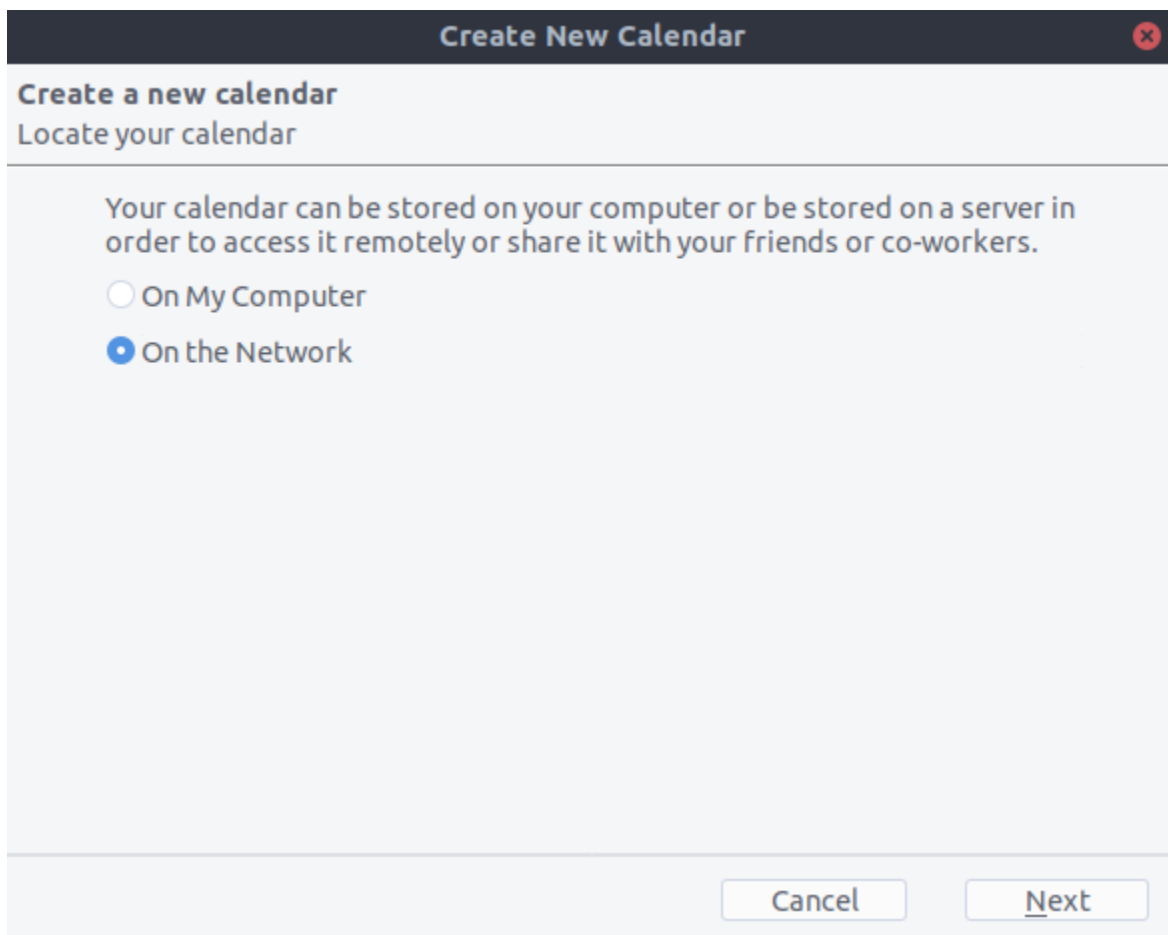 Create New Calendar
Create a new calendar
Locate your calendar
Your calendar can be stored on your computer or be stored on a server in
order to access it remotely or share it with your friends or co-workers.
On My Computer
On the Network
Cancel
Next